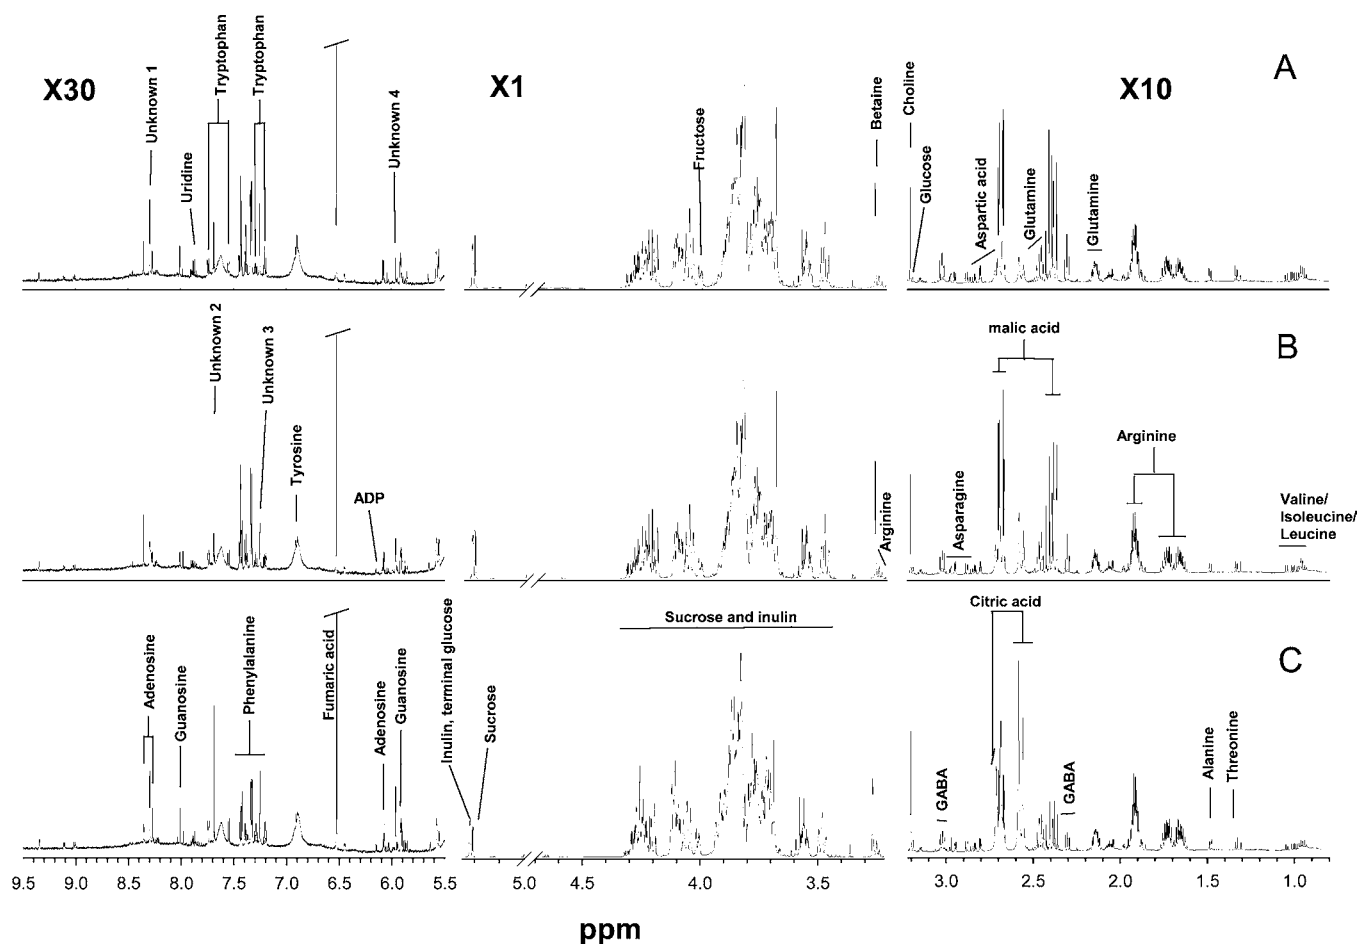 X30
X1
X10
A
Unknown 1
Uridine
Tryptophan
Tryptophan
Unknown 4
Fructose
Betaine
Choline
Glucose
Aspartic acid
Glutamine
Glutamine
B
Unknown 2
Unknown 3
Tyrosine
ADP
Arginine
Asparagine
malic acid
Arginine
Valine/
Isoleucine/
Leucine
C
Adenosine
Guanosine
Phenylalanine
Fumaric acid
Adenosine
Guanosine
Inulin, terminal glucose
Sucrose
Sucrose and inulin
GABA
Citric acid
GABA
Alanine
Threonine
9.5 9.0 8.5 8.0 7.5 7.0 6.5 6.0 5.5 5.0 4.5 4.0 3.5 3.0 2.5 2.0 1.5 1.0
ppm